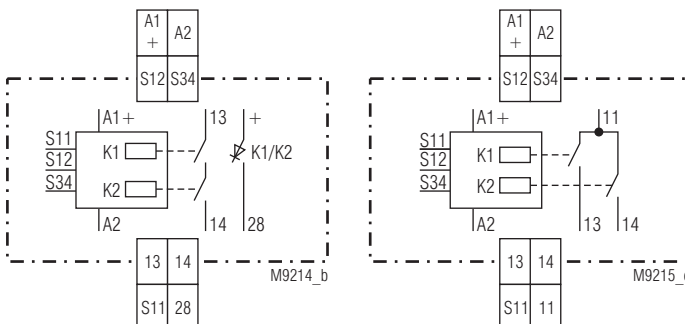 A1 A2
+
S12 S34
A1+ 13 +
S11
S12 K1 K1/K2
S34 K2
A2 14 28
13 14
M9214_b
S11 28
A1 A2
+
S12 S34
A1+ 11
S11
S12 K1
S34 K2
A2 13 14
13 14
M9215_
S11 11